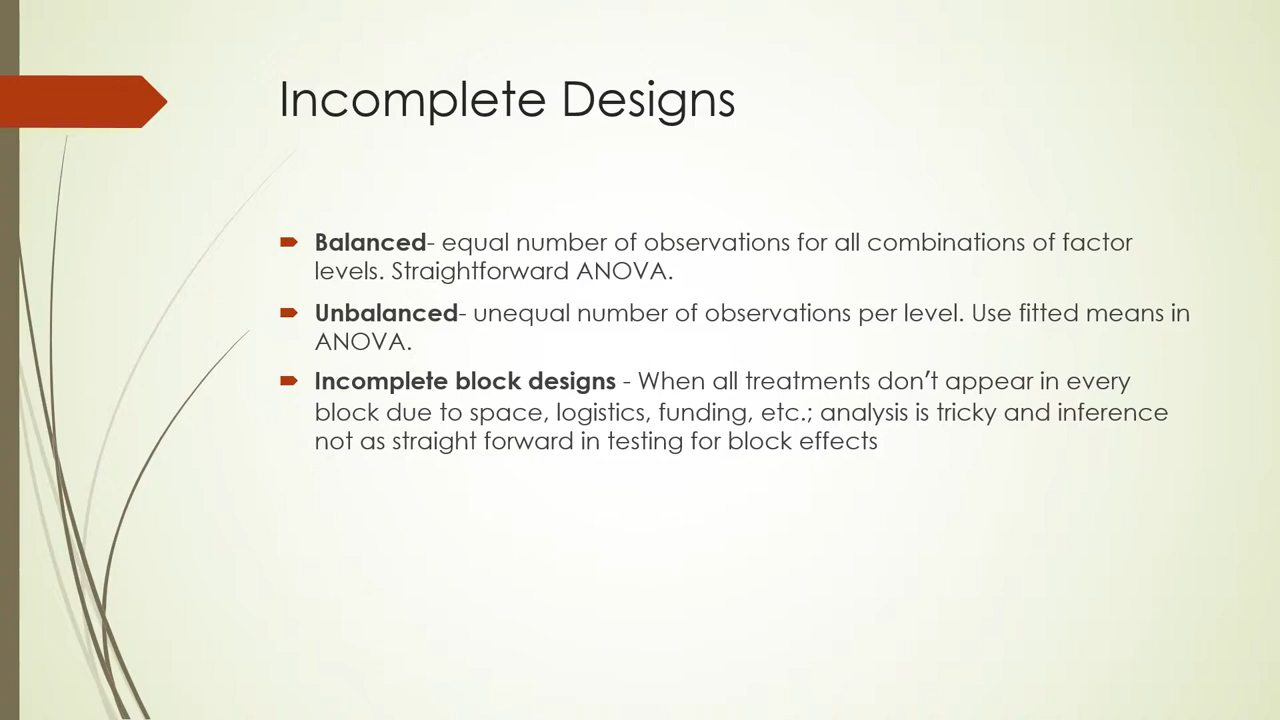 Incomplete Designs
Balanced- equal number of observations for all combinations of factor
levels. Straightforward ANOVA.
Unbalanced- unequal number of observations per level. Use fitted means in
ANOVA.
Incomplete block designs - When all treatments don’t appear in every
block due to space, logistics, funding, etc.; analysis is tricky and inference
not as straight forward in testing for block effects